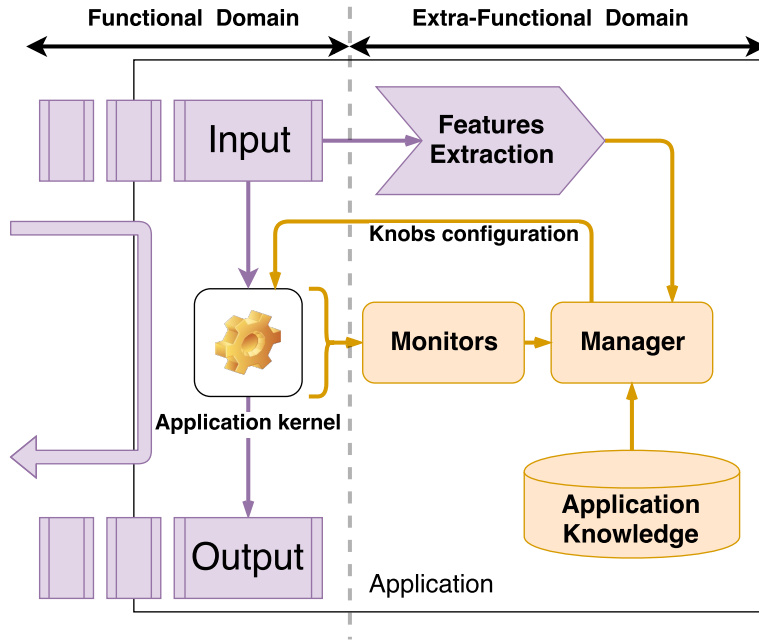 Functional Domain
Extra-Functional Domain
Input
Features
Extraction
Knobs configuration
Monitors
Manager
Application kernel
Application
Knowledge
Output
Application